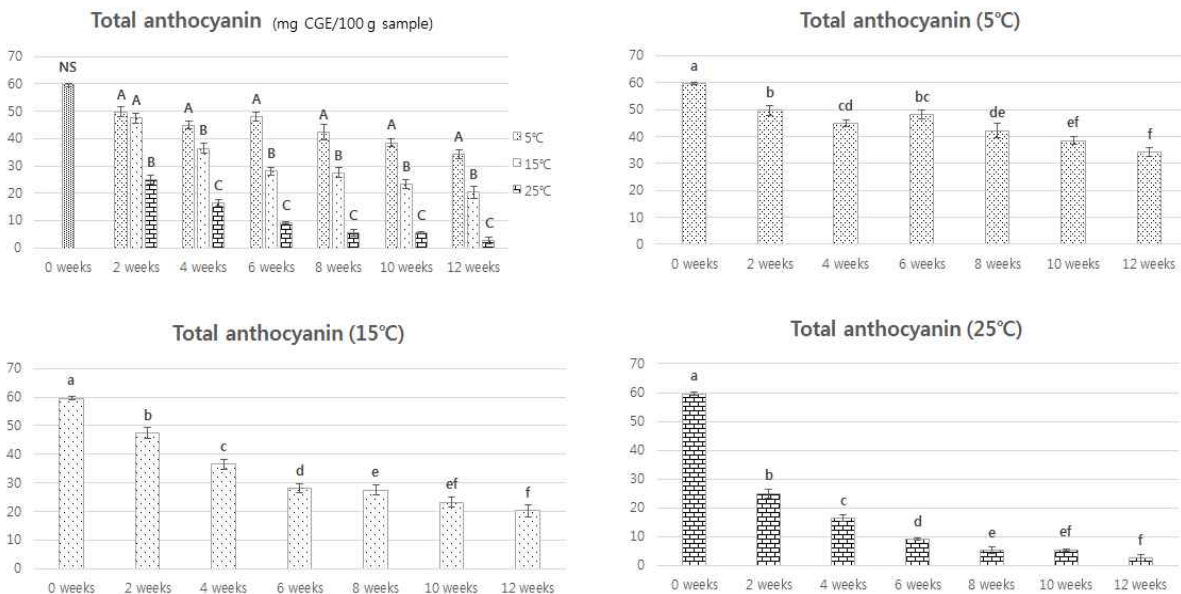 Total anthocyanin (mg CGE/100 g sample)
70
60
50
40
30
20
10
0
NS
A A B
A B C
A B C
A B C
A B C
A B C
5℃
15℃
25℃
0 weeks 2 weeks 4 weeks 6 weeks 8 weeks 10 weeks 12 weeks
Total anthocyanin (5℃)
70
60
50
40
30
20
10
0
a b cd bc de ef f
0 weeks 2 weeks 4 weeks 6 weeks 8 weeks 10 weeks 12 weeks
Total anthocyanin (15℃)
70
60
50
40
30
20
10
0
a b c d e ef f
0 weeks 2 weeks 4 weeks 6 weeks 8 weeks 10 weeks 12 weeks
Total anthocyanin (25℃)
70
60
50
40
30
20
10
0
a b c d e ef f
0 weeks 2 weeks 4 weeks 6 weeks 8 weeks 10 weeks 12 weeks